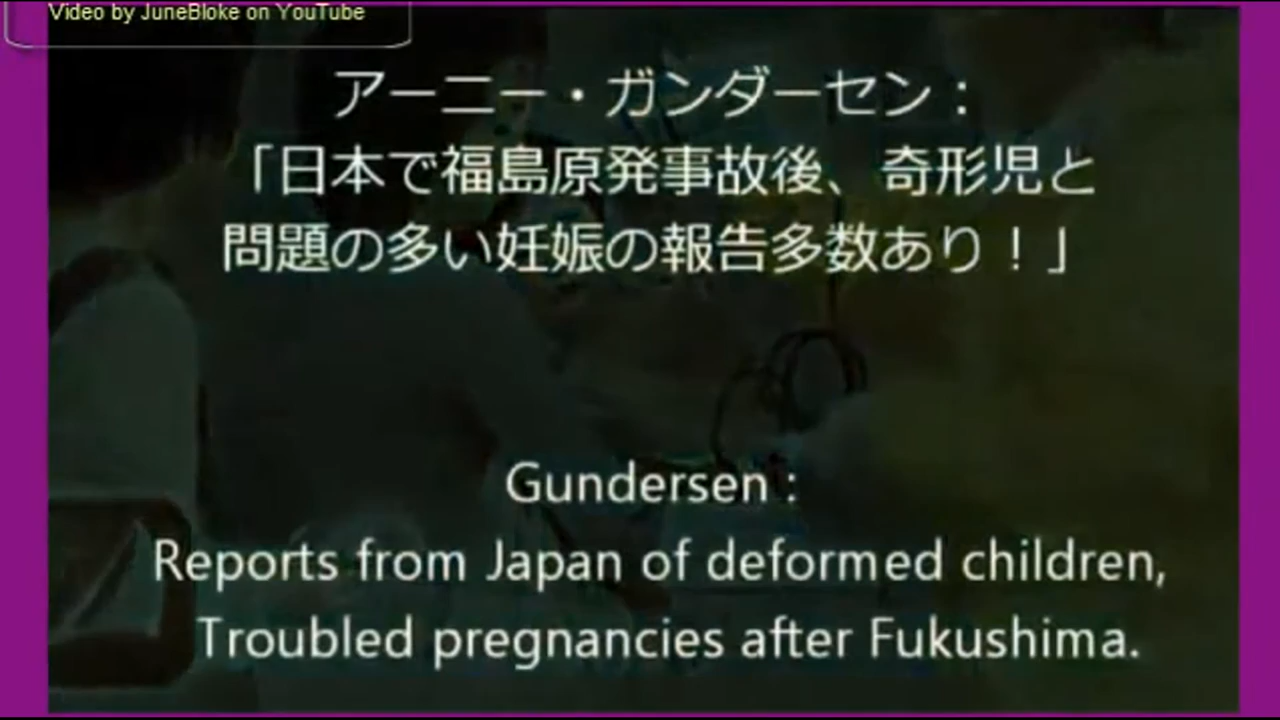 Video by JuneBloke on YouTube
アーニー・ガンダーセン：
「日本で福島原発事故後、奇形児と
問題の多い妊娠の報告多数あり！」
Gundersen :
Reports from Japan of deformed children,
Troubled pregnancies after Fukushima.